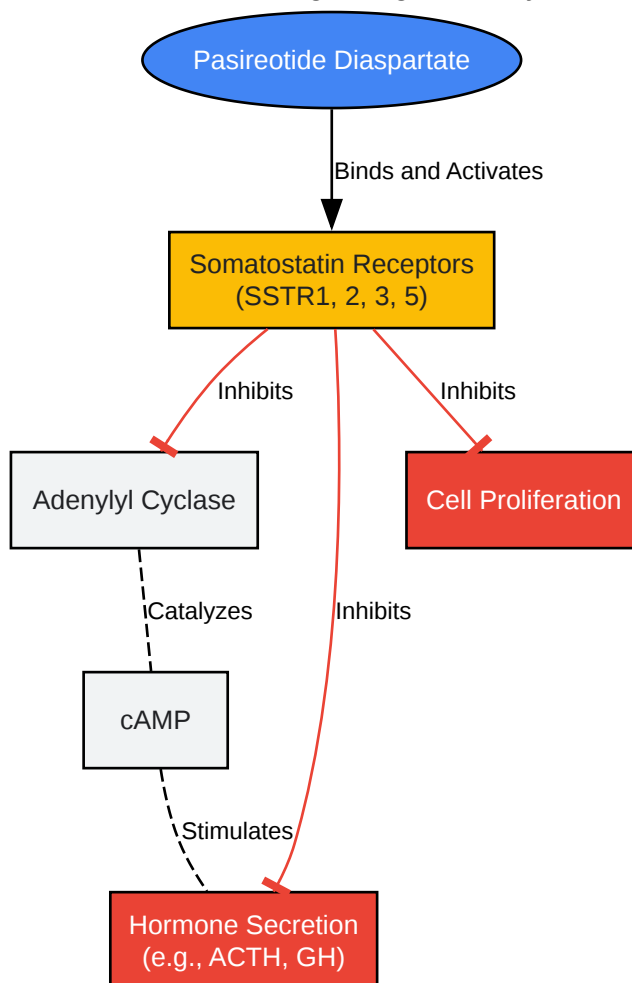 Pasireotide Diaspartate
Binds and Activates
Somatostatin Receptors
(SSTR1, 2, 3, 5)
Inhibits
Inhibits
Adenylyl Cyclase
Cell Proliferation
Catalyzes
Inhibits
cAMP
Stimulates
Hormone Secretion
(e.g., ACTH, GH)